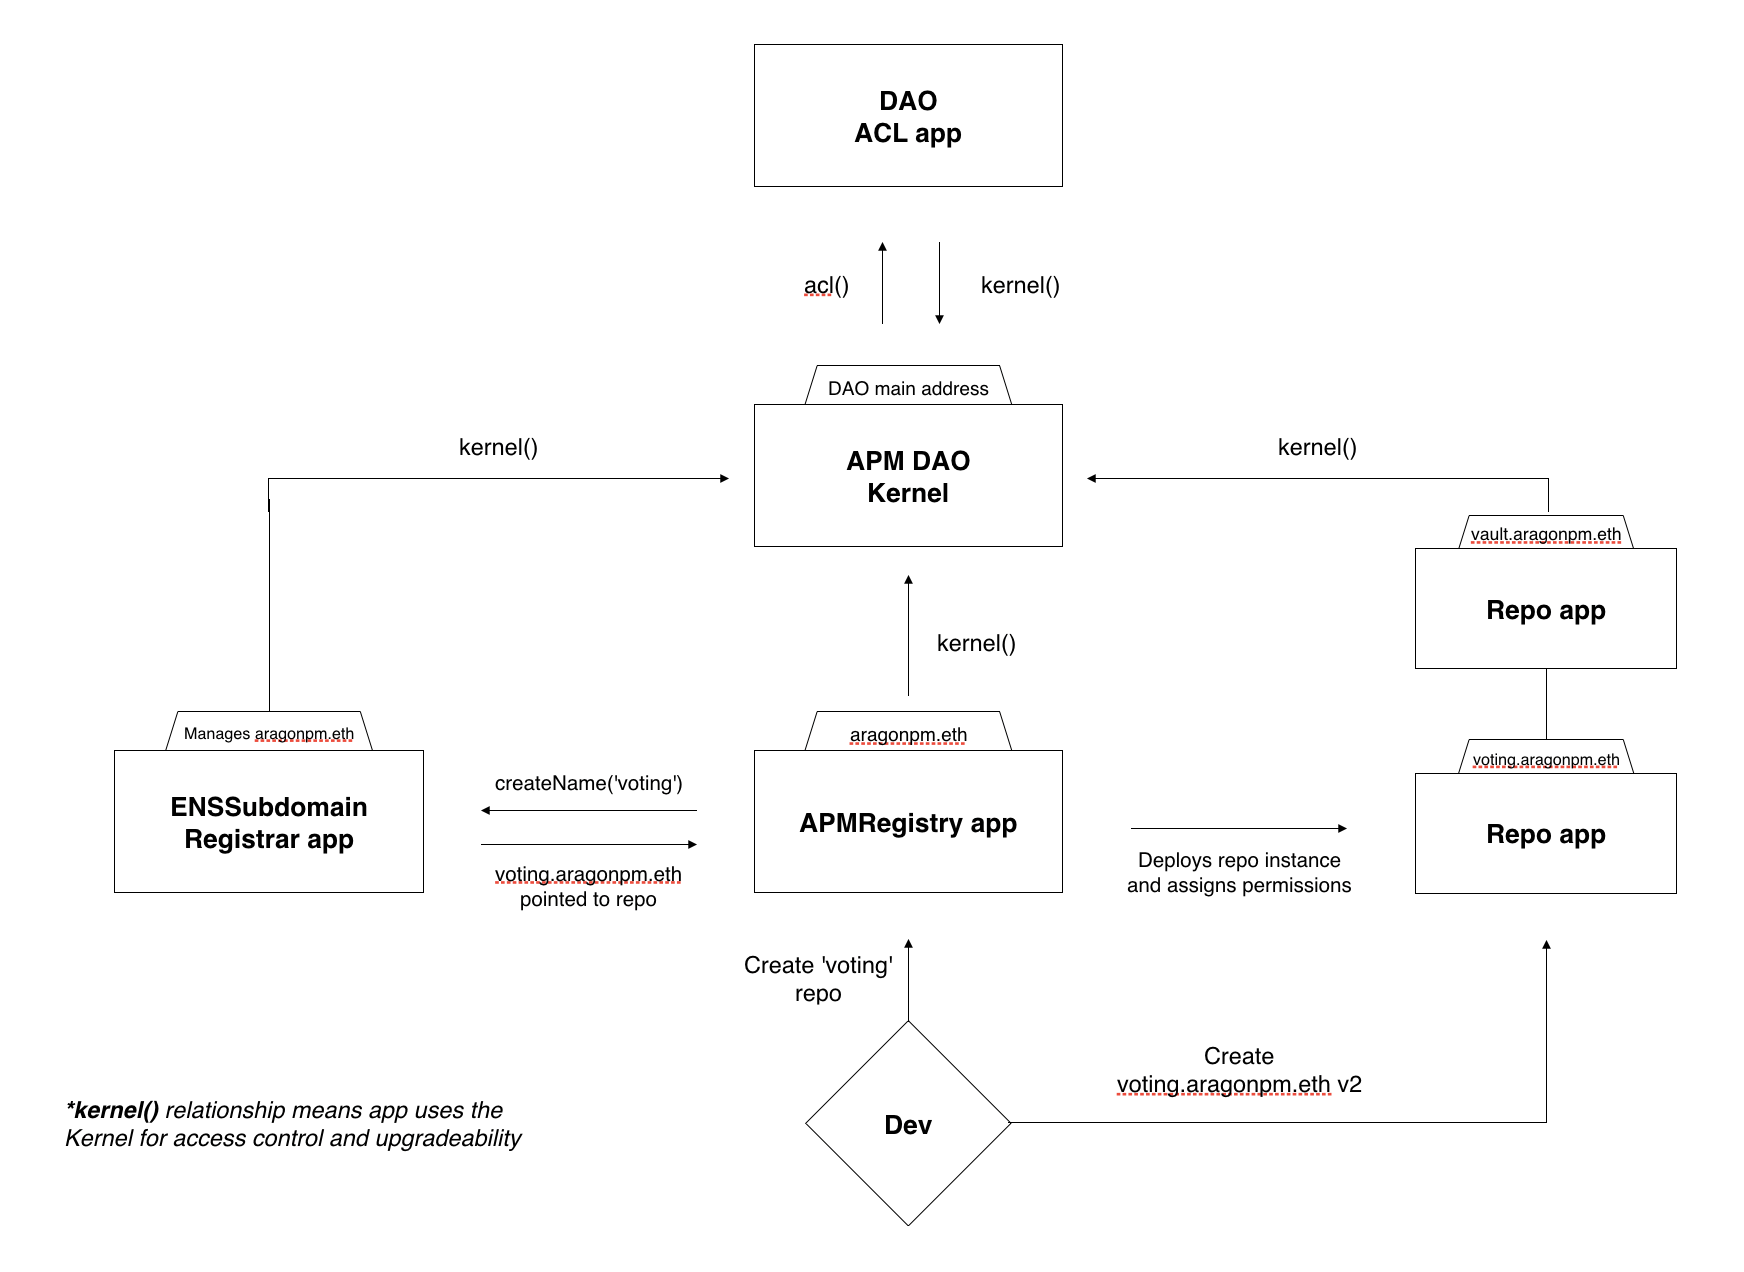 DAO
ACL app
acl()
kernel()
DAO main address
APM DAO
Kernel
kernel()
kernel()
vault.aragonpm.eth
Repo app
kernel()
Manages aragonpm.eth
ENSSubdomain
Registrar app
createName('voting')
voting.aragonpm.eth
pointed to repo
aragonpm.eth
APMRegistry app
Deploys repo instance
and assigns permissions
voting.aragonpm.eth
Repo app
Create 'voting'
repo
Dev
Create
voting.aragonpm.eth v2
*kernel() relationship means app uses the
Kernel for access control and upgradeability